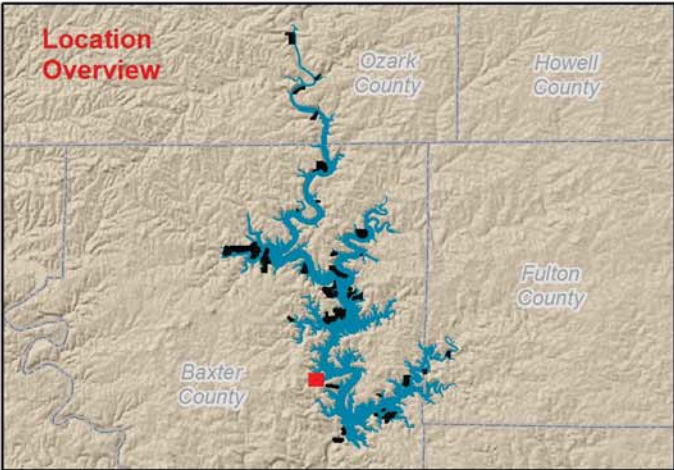 Location
Overview
Ozark
County
Howell
County
Fulton
County
Baxter
County